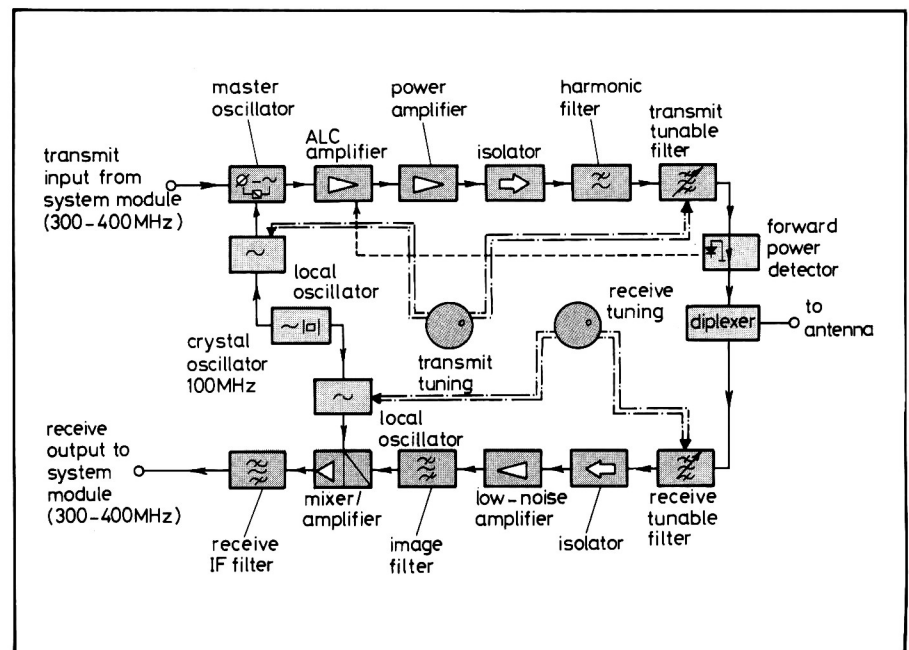 master
oscillator
ALC
amplifier
power
amplifier
isolator
harmonic
filter
transmit
tunable
filter
transmit
input from
system module
(300-400MHz)
forward
power
detector
local
oscillator
receive
tuning
diplexer
to
antenna
crystal
oscillator
100MHz
transmit
tuning
receive
output to
system
module
(300-400MHz)
local
oscillator
mixer/
amplifier
low-noise
amplifier
isolator
receive
tunable
filter
receive
IF filter
image
filter